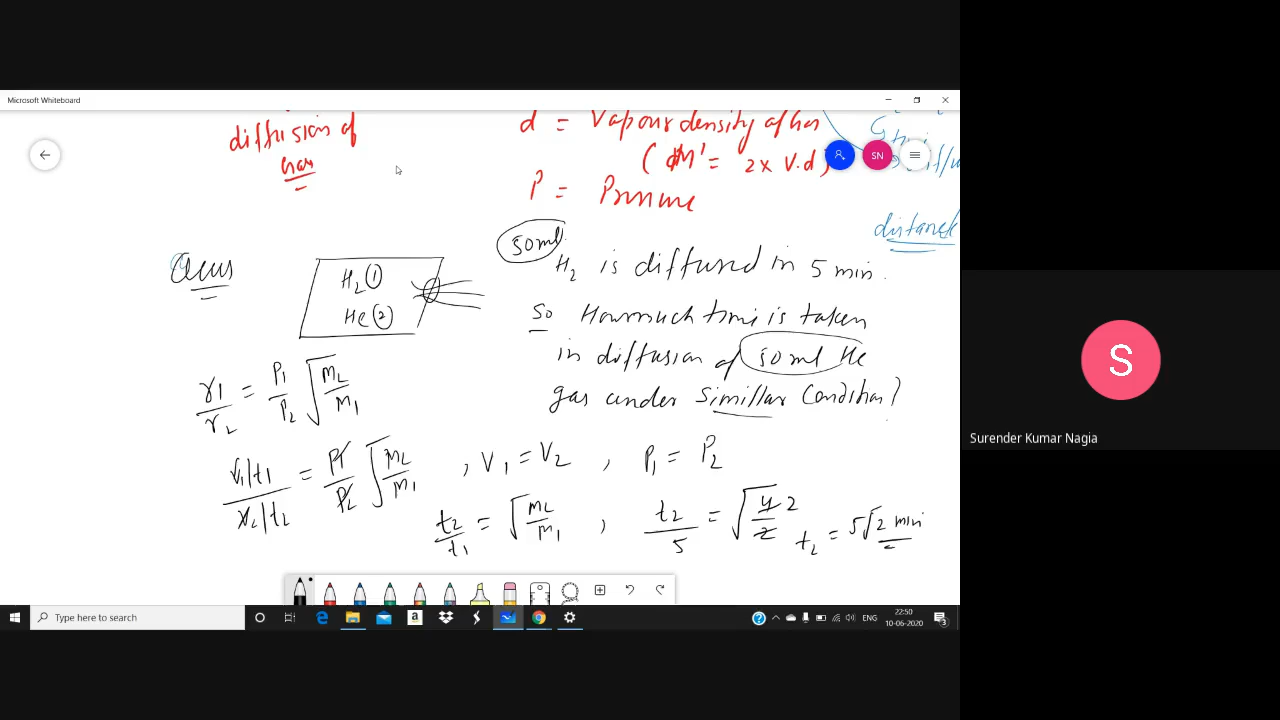 Microsoft Whiteboard
diffusion of
gas
d = Vapour density of gas
(M' = 2 x V.d)
P = Pressure
SN
distance
Ques
H2 (1)
He (2)
50 ml
H2 is diffused in 5 min.
So How much time is taken
in diffusion of 50 ml He
gas under Simillar Condition?
r1/r2 = P1/P2 √M2/M1
V1/t1 / V2/t2 = P1/P2 √M2/M1 , V1 = V2 , P1 = P2
t2/t1 = √M2/M1 , t2/5 = √4/2 2 t2 = 5√2 min
S
Surender Kumar Nagia
Type here to search
ENG
22:50
10-06-2020
3